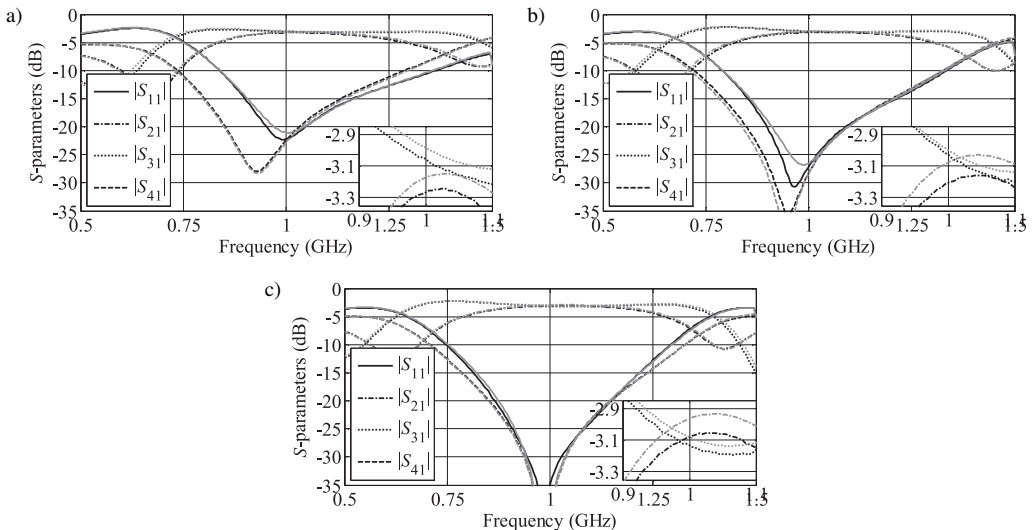 a)
S-parameters (dB)
0
-5
-10
-15
-20
-25
-30
-35
|S11|
|S21|
|S31|
|S41|
-2.9
-3.1
-3.3
0.9
1
1.1
0.5
0.75
1
1.25
1.5
Frequency (GHz)
b)
S-parameters (dB)
0
-5
-10
-15
-20
-25
-30
-35
|S11|
|S21|
|S31|
|S41|
-2.9
-3.1
-3.3
0.9
1
1.1
0.5
0.75
1
1.25
1.5
Frequency (GHz)
c)
S-parameters (dB)
0
-5
-10
-15
-20
-25
-30
-35
|S11|
|S21|
|S31|
|S41|
-2.9
-3.1
-3.3
0.9
1
1.1
0.5
0.75
1
1.25
1.5
Frequency (GHz)